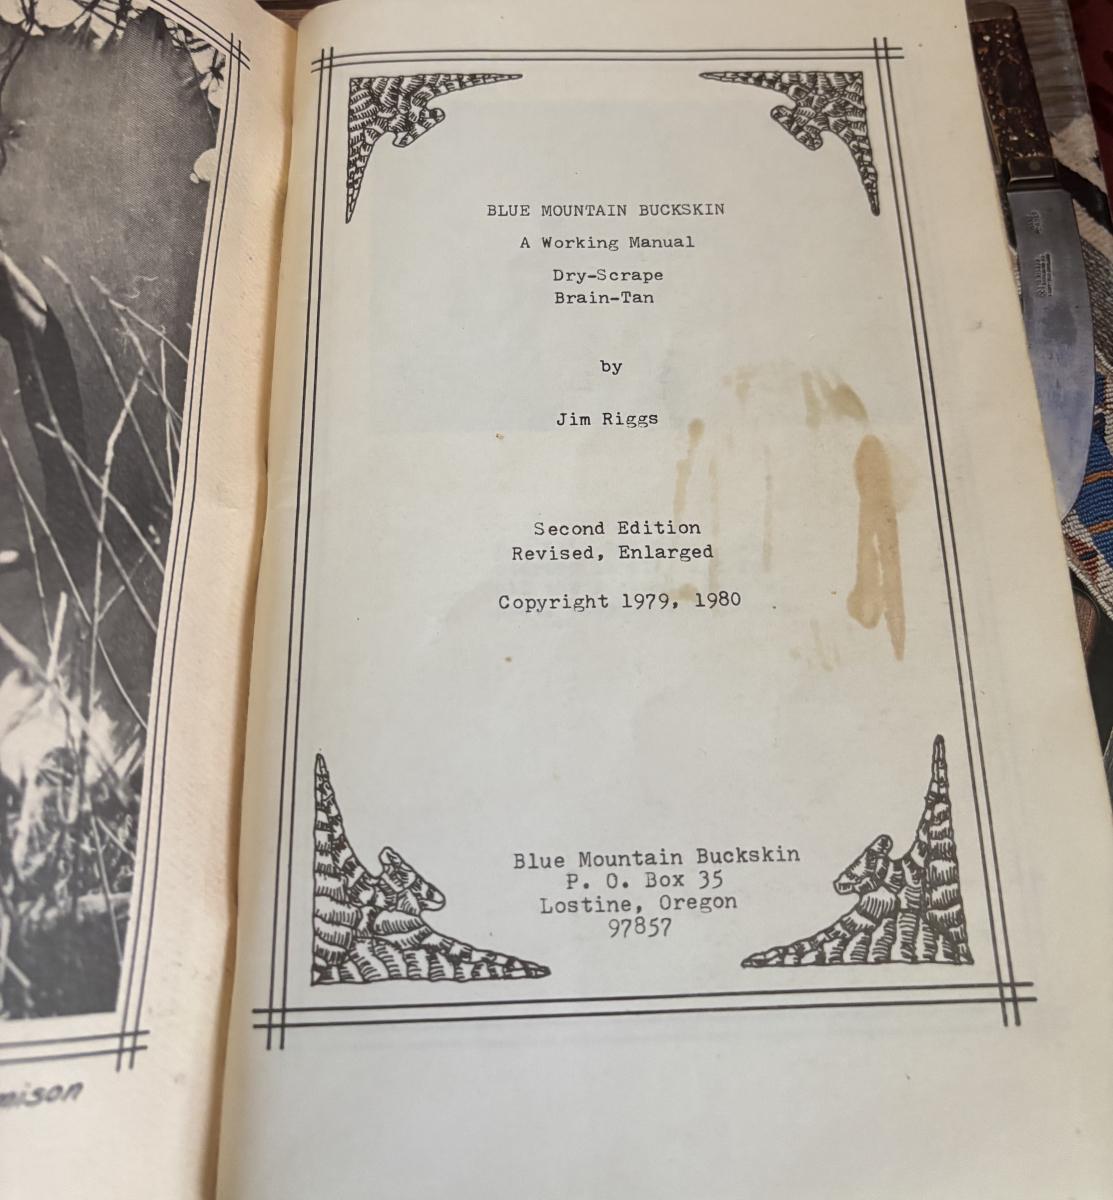 BLUE MOUNTAIN BUCKSKIN
A Working Manual
Dry-Scrape
Brain-Tan
by
Jim Riggs
Second Edition
Revised, Enlarged
Copyright 1979, 1980
Blue Mountain Buckskin
P. O. Box 35
Lostine, Oregon
97857